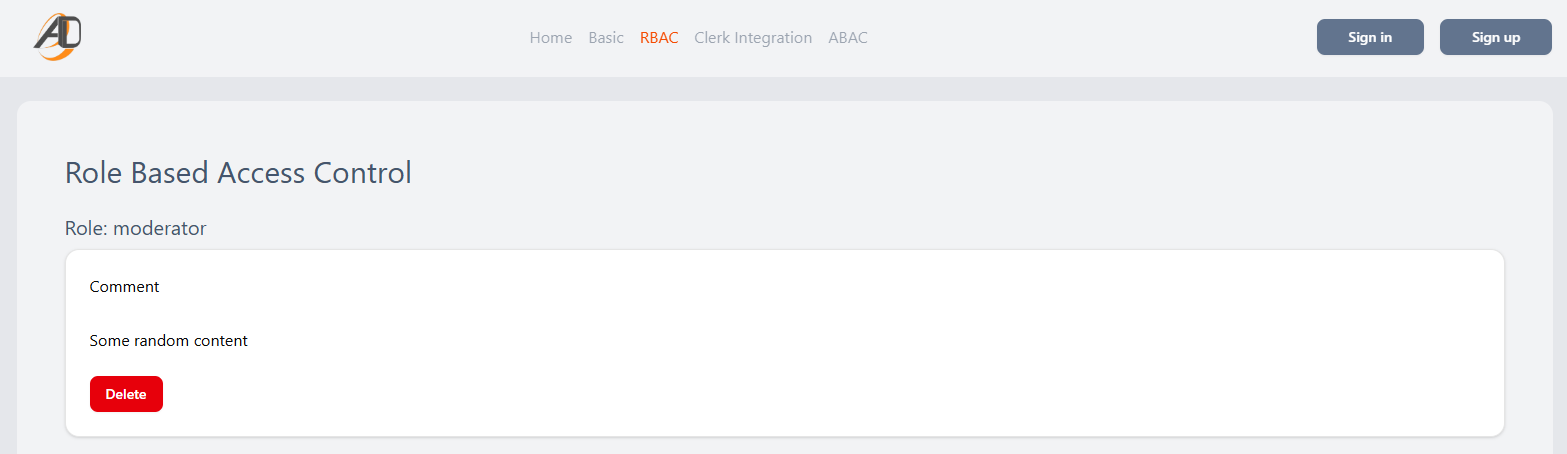 AD
Home Basic RBAC Clerk Integration ABAC Sign in Sign up
Role Based Access Control
Role: moderator
Comment
Some random content
Delete